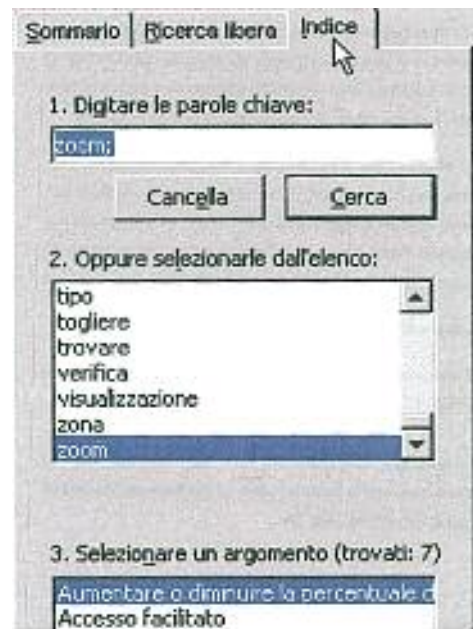 Sommario Ricerca libera Indice
1. Digitare le parole chiave:
zoom;
Cancella Cerca
2. Oppure selezionarle dall'elenco:
tipo
togliere
trovare
verifica
visualizzazione
zona
zoom
3. Selezionare un argomento (trovati: 7)
Aumentare o diminuire la percentuale d
Accesso facilitato